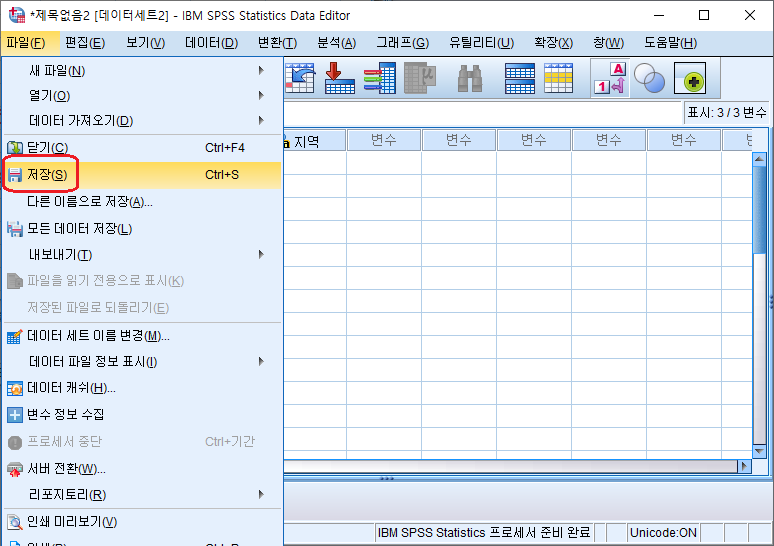 *제목없음2 [데이터세트2] - IBM SPSS Statistics Data Editor
파일(F) 편집(E) 보기(V) 데이터(D) 변환(T) 분석(A) 그래프(G) 유틸리티(U) 확장(X) 창(W) 도움말(H)
새 파일(N)
열기(O)
데이터 가져오기(D)
닫기(C) Ctrl+F4
저장(S) Ctrl+S
다른 이름으로 저장(A)...
모든 데이터 저장(L)
내보내기(T)
파일을 읽기 전용으로 표시(K)
저장된 파일로 되돌리기(E)
데이터 세트 이름 변경(M)...
데이터 파일 정보 표시(I)
데이터 캐쉬(H)...
변수 정보 수집
프로세서 중단 Ctrl+기간
서버 전환(W)...
리포지토리(R)
인쇄 미리보기(V)
A
1
표시: 3 / 3 변수
지역 변수 변수 변수 변수 변수
IBM SPSS Statistics 프로세서 준비 완료 Unicode:ON